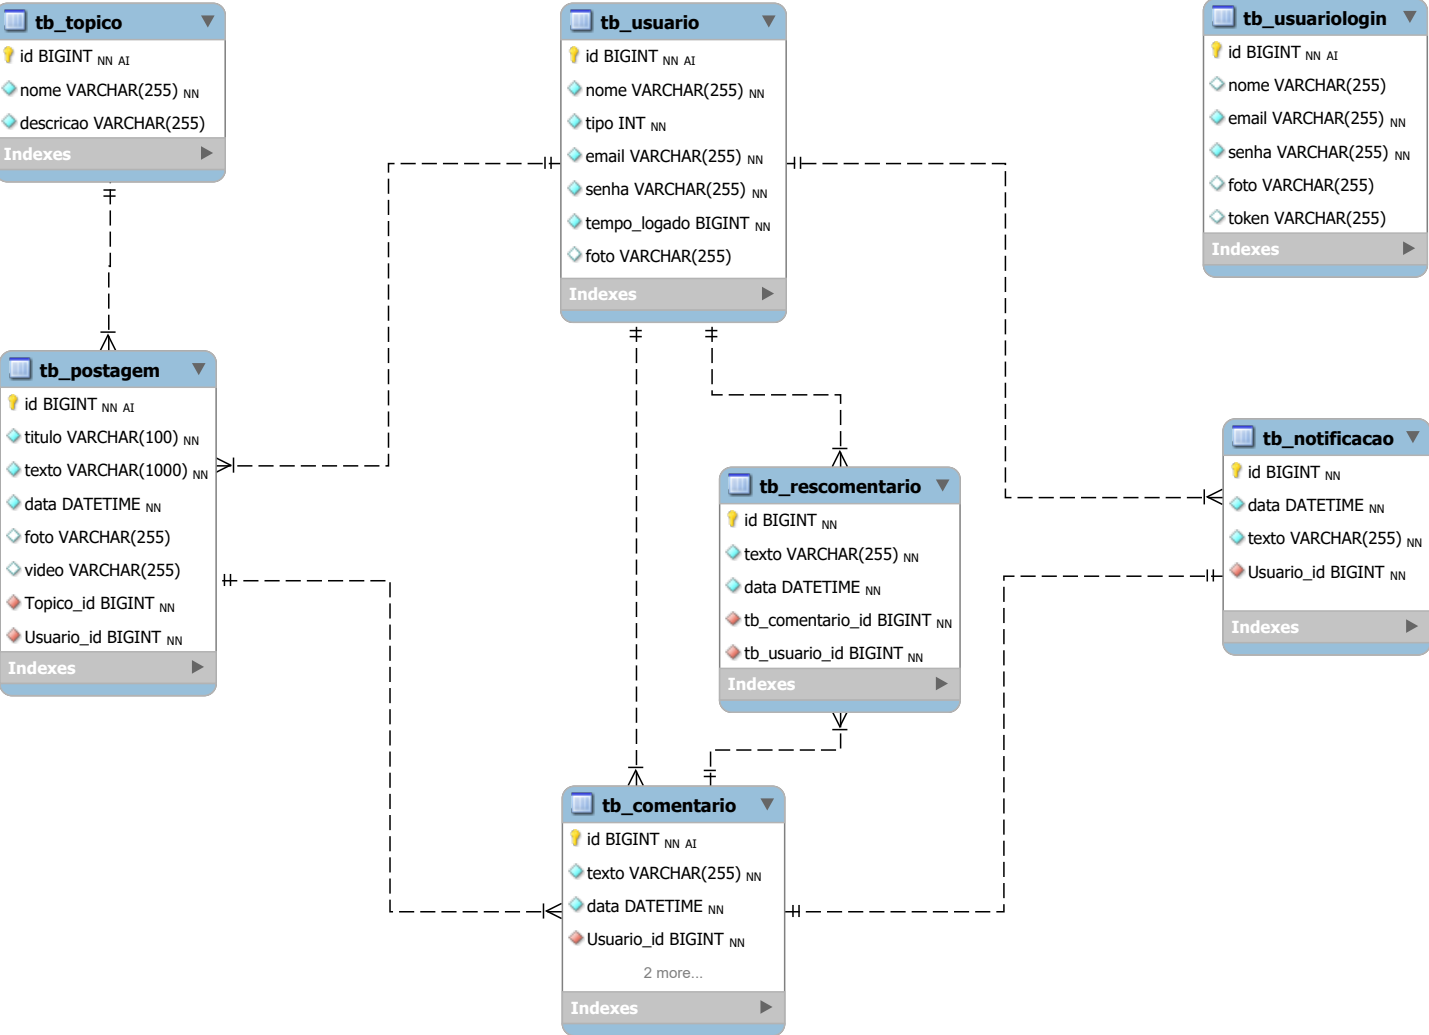 tb_topico
id BIGINT NN AI
nome VARCHAR(255) NN
descricao VARCHAR(255)
Indexes
tb_usuario
id BIGINT NN AI
nome VARCHAR(255) NN
tipo INT NN
email VARCHAR(255) NN
senha VARCHAR(255) NN
tempo_logado BIGINT NN
foto VARCHAR(255)
Indexes
tb_usuariologin
id BIGINT NN AI
nome VARCHAR(255)
email VARCHAR(255) NN
senha VARCHAR(255) NN
foto VARCHAR(255)
token VARCHAR(255)
Indexes
tb_postagem
id BIGINT NN AI
titulo VARCHAR(100) NN
texto VARCHAR(1000) NN
data DATETIME NN
foto VARCHAR(255)
video VARCHAR(255)
Topico_id BIGINT NN
Usuario_id BIGINT NN
Indexes
tb_rescomentario
id BIGINT NN
texto VARCHAR(255) NN
data DATETIME NN
tb_comentario_id BIGINT NN
tb_usuario_id BIGINT NN
Indexes
tb_notificacao
id BIGINT NN
data DATETIME NN
texto VARCHAR(255) NN
Usuario_id BIGINT NN
Indexes
tb_comentario
id BIGINT NN AI
texto VARCHAR(255) NN
data DATETIME NN
Usuario_id BIGINT NN
2 more...
Indexes